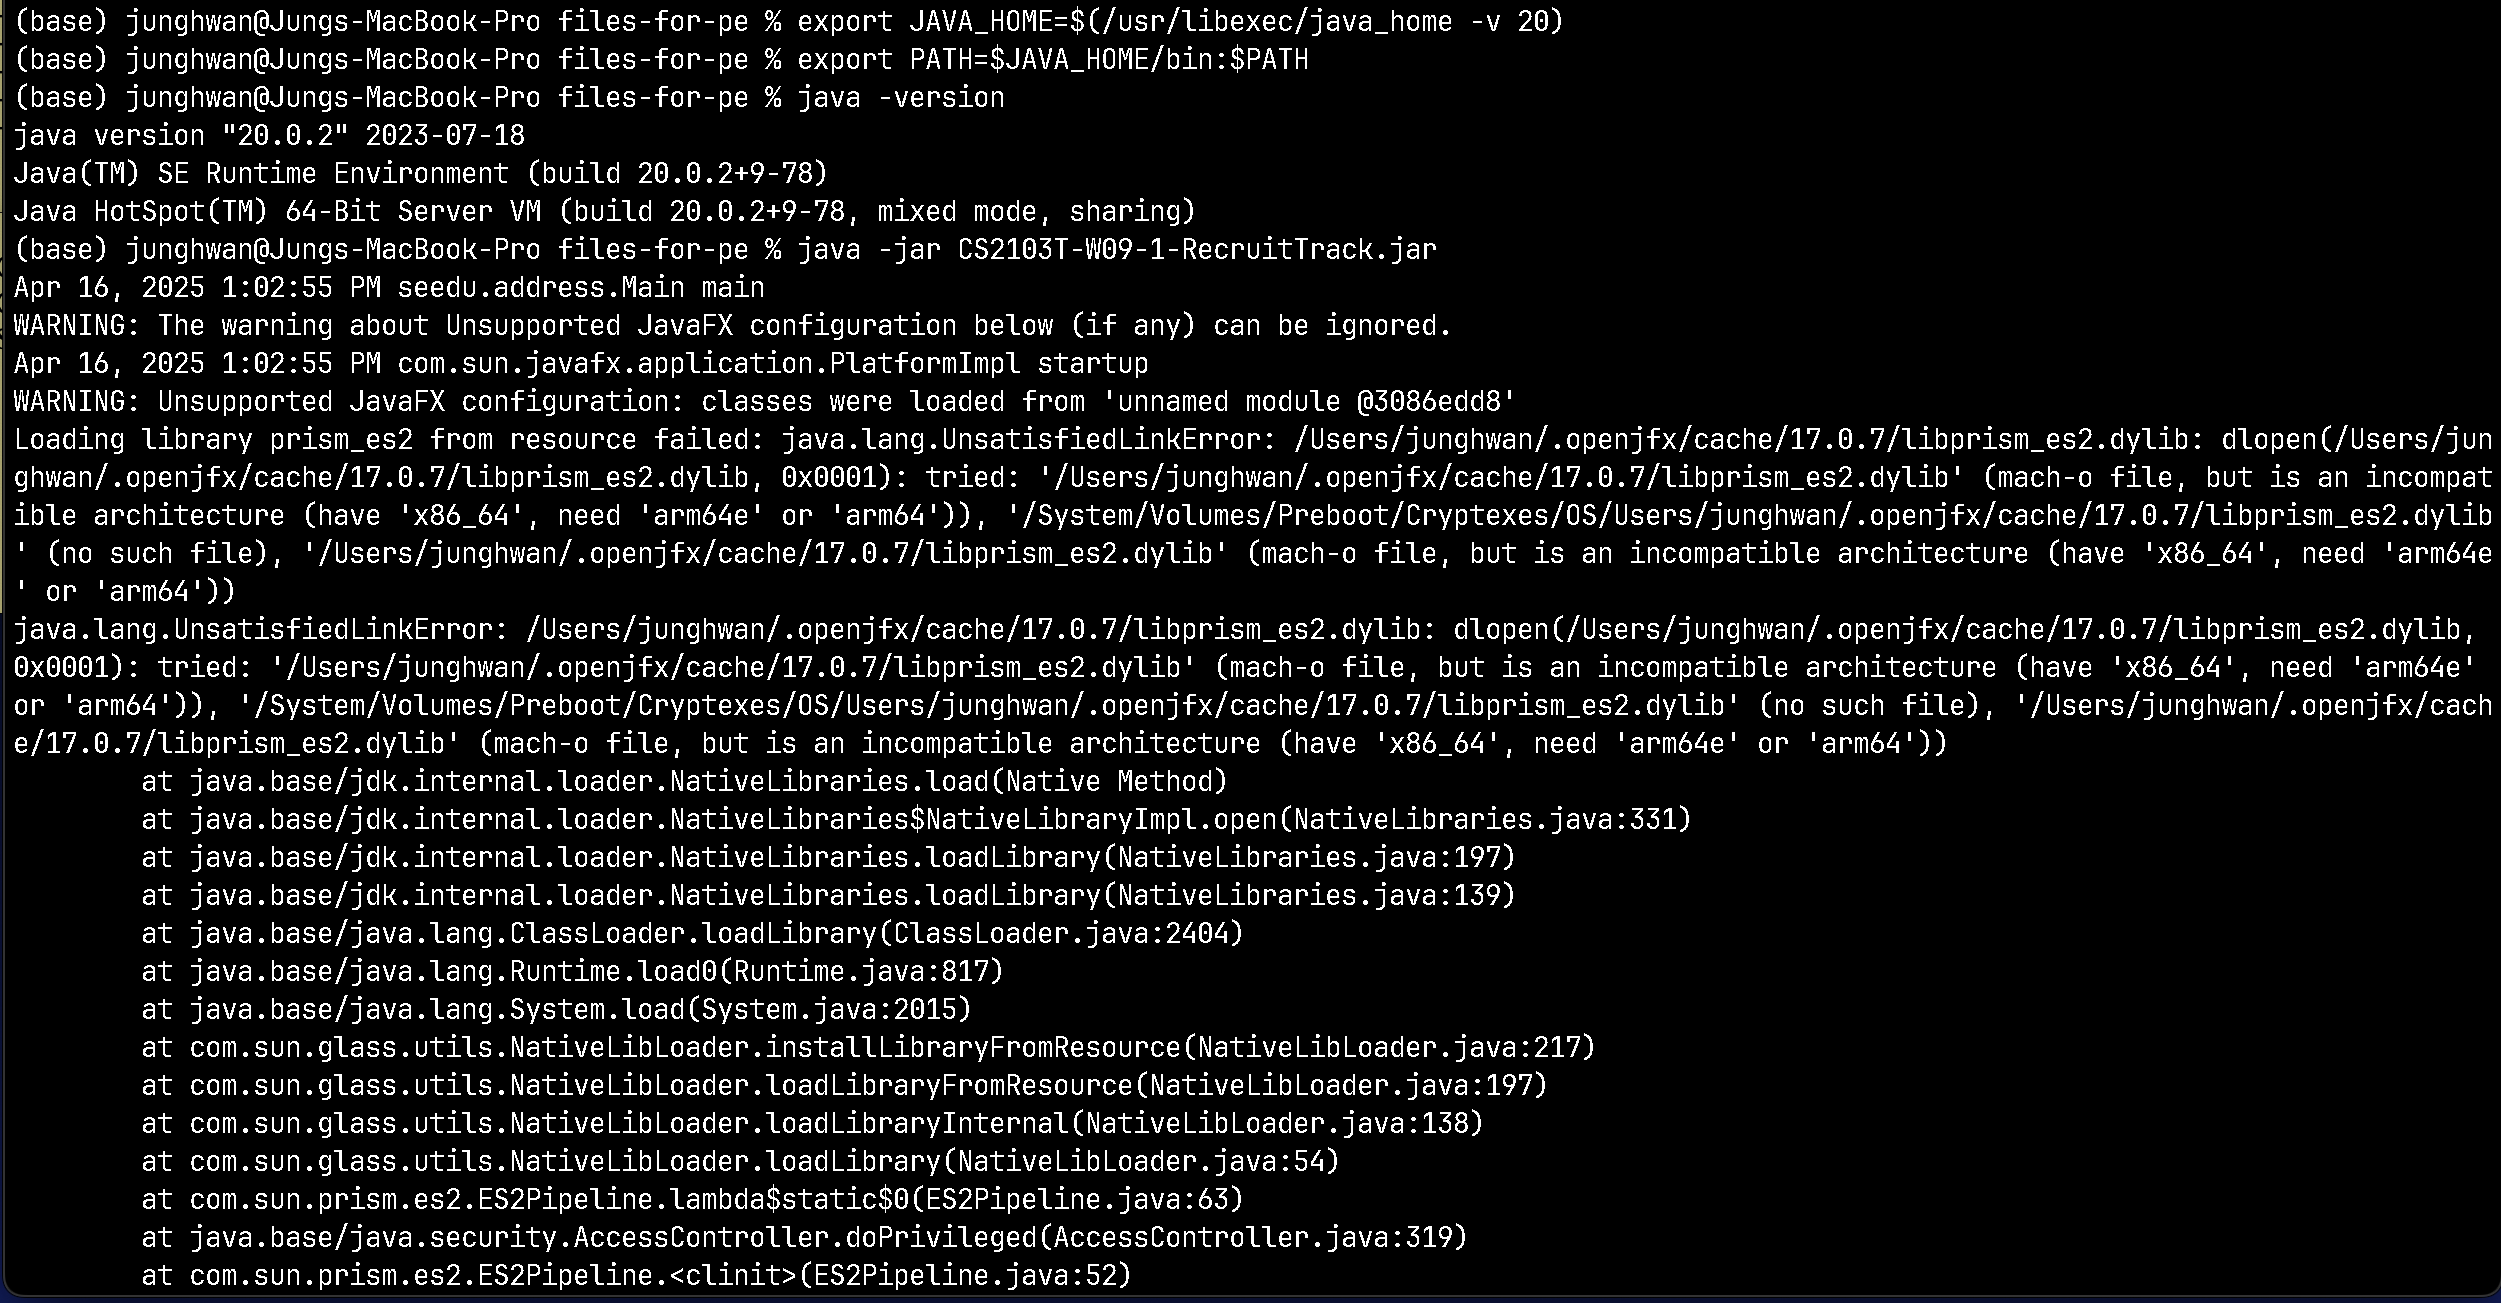 (base) junghwan@Jungs-MacBook-Pro files-for-pe % export JAVA_HOME=$(/usr/libexec/java_home -v 20)
(base) junghwan@Jungs-MacBook-Pro files-for-pe % export PATH=$JAVA_HOME/bin:$PATH
(base) junghwan@Jungs-MacBook-Pro files-for-pe % java -version
java version "20.0.2" 2023-07-18
Java(TM) SE Runtime Environment (build 20.0.2+9-78)
Java HotSpot(TM) 64-Bit Server VM (build 20.0.2+9-78, mixed mode, sharing)
(base) junghwan@Jungs-MacBook-Pro files-for-pe % java -jar CS2103T-W09-1-RecruitTrack.jar
Apr 16, 2025 1:02:55 PM seedu.address.Main main
WARNING: The warning about Unsupported JavaFX configuration below (if any) can be ignored.
Apr 16, 2025 1:02:55 PM com.sun.javafx.application.PlatformImpl startup
WARNING: Unsupported JavaFX configuration: classes were loaded from 'unnamed module @3086edd8'
Loading library prism_es2 from resource failed: java.lang.UnsatisfiedLinkError: /Users/junghwan/.openjfx/cache/17.0.7/libprism_es2.dylib: dlopen(/Users/jun
ghwan/.openjfx/cache/17.0.7/libprism_es2.dylib, 0x0001): tried: '/Users/junghwan/.openjfx/cache/17.0.7/libprism_es2.dylib' (mach-o file, but is an incompat
ible architecture (have 'x86_64', need 'arm64e' or 'arm64')), '/System/Volumes/Preboot/Cryptexes/OS/Users/junghwan/.openjfx/cache/17.0.7/libprism_es2.dylib
' (no such file), '/Users/junghwan/.openjfx/cache/17.0.7/libprism_es2.dylib' (mach-o file, but is an incompatible architecture (have 'x86_64', need 'arm64e
' or 'arm64'))
java.lang.UnsatisfiedLinkError: /Users/junghwan/.openjfx/cache/17.0.7/libprism_es2.dylib: dlopen(/Users/junghwan/.openjfx/cache/17.0.7/libprism_es2.dylib,
0x0001): tried: '/Users/junghwan/.openjfx/cache/17.0.7/libprism_es2.dylib' (mach-o file, but is an incompatible architecture (have 'x86_64', need 'arm64e'
or 'arm64')), '/System/Volumes/Preboot/Cryptexes/OS/Users/junghwan/.openjfx/cache/17.0.7/libprism_es2.dylib' (no such file), '/Users/junghwan/.openjfx/cach
e/17.0.7/libprism_es2.dylib' (mach-o file, but is an incompatible architecture (have 'x86_64', need 'arm64e' or 'arm64'))
at java.base/jdk.internal.loader.NativeLibraries.load(Native Method)
at java.base/jdk.internal.loader.NativeLibraries$NativeLibraryImpl.open(NativeLibraries.java:331)
at java.base/jdk.internal.loader.NativeLibraries.loadLibrary(NativeLibraries.java:197)
at java.base/jdk.internal.loader.NativeLibraries.loadLibrary(NativeLibraries.java:139)
at java.base/java.lang.ClassLoader.loadLibrary(ClassLoader.java:2404)
at java.base/java.lang.Runtime.load0(Runtime.java:817)
at java.base/java.lang.System.load(System.java:2015)
at com.sun.glass.utils.NativeLibLoader.installLibraryFromResource(NativeLibLoader.java:217)
at com.sun.glass.utils.NativeLibLoader.loadLibraryFromResource(NativeLibLoader.java:197)
at com.sun.glass.utils.NativeLibLoader.loadLibraryInternal(NativeLibLoader.java:138)
at com.sun.glass.utils.NativeLibLoader.loadLibrary(NativeLibLoader.java:54)
at com.sun.prism.es2.ES2Pipeline.lambda$static$0(ES2Pipeline.java:63)
at java.base/java.security.AccessController.doPrivileged(AccessController.java:319)
at com.sun.prism.es2.ES2Pipeline.<clinit>(ES2Pipeline.java:52)